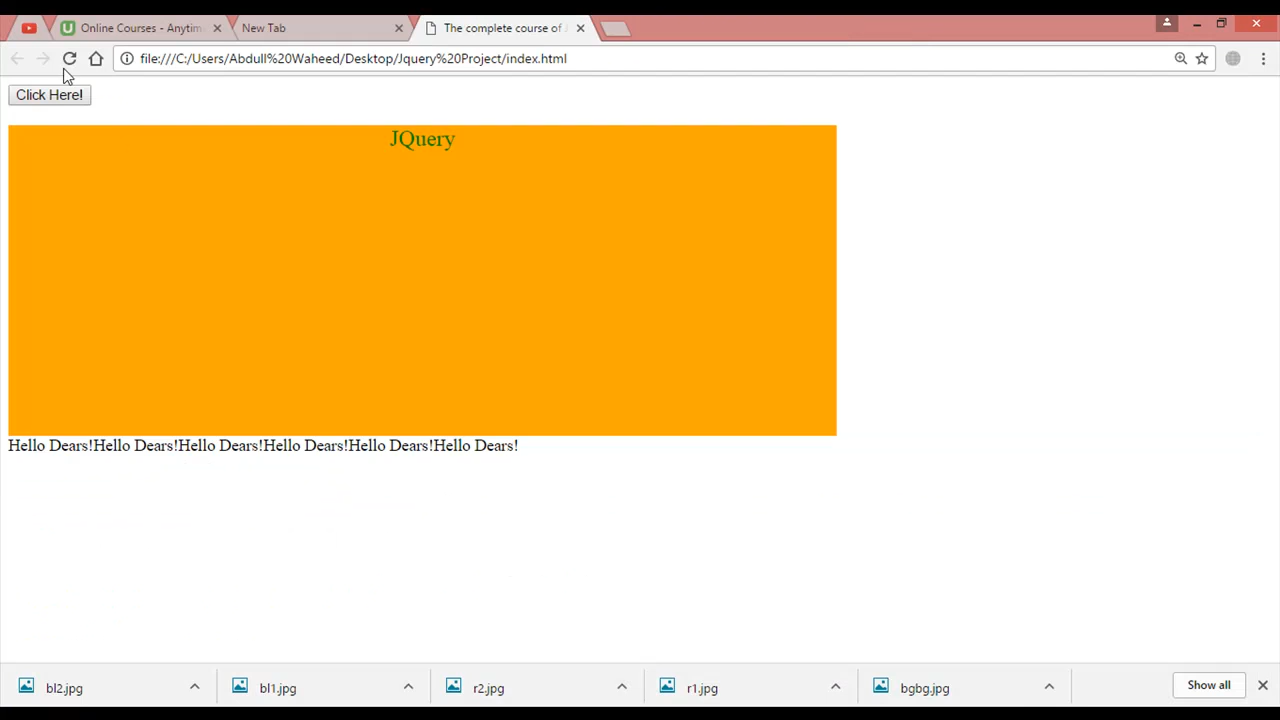 Online Courses - Anytim
New Tab
The complete course of J
file:///C:/Users/Abdull%20Waheed/Desktop/Jquery%20Project/index.html
Click Here!
JQuery
Hello Dears!Hello Dears!Hello Dears!Hello Dears!Hello Dears!Hello Dears!
bl2.jpg
bl1.jpg
r2.jpg
r1.jpg
bgbg.jpg
Show all